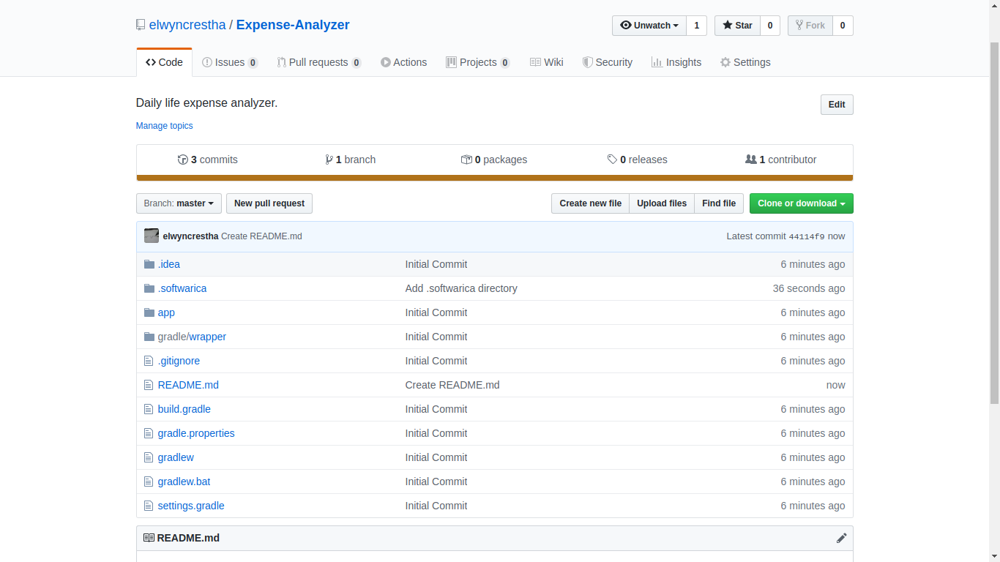 elwyncrestha / Expense-Analyzer Unwatch 1 Star 0 Fork 0
Code Issues 0 Pull requests 0 Actions Projects 0 Wiki Security Insights Settings
Daily life expense analyzer. Edit
Manage topics
3 commits 1 branch 0 packages 0 releases 1 contributor
Branch: master New pull request Create new file Upload files Find file Clone or download
elwyncrestha Create README.md Latest commit 44114f9 now
.idea Initial Commit 6 minutes ago
.softwarica Add .softwarica directory 36 seconds ago
app Initial Commit 6 minutes ago
gradle/wrapper Initial Commit 6 minutes ago
.gitignore Initial Commit 6 minutes ago
README.md Create README.md now
build.gradle Initial Commit 6 minutes ago
gradle.properties Initial Commit 6 minutes ago
gradlew Initial Commit 6 minutes ago
gradlew.bat Initial Commit 6 minutes ago
settings.gradle Initial Commit 6 minutes ago
README.md